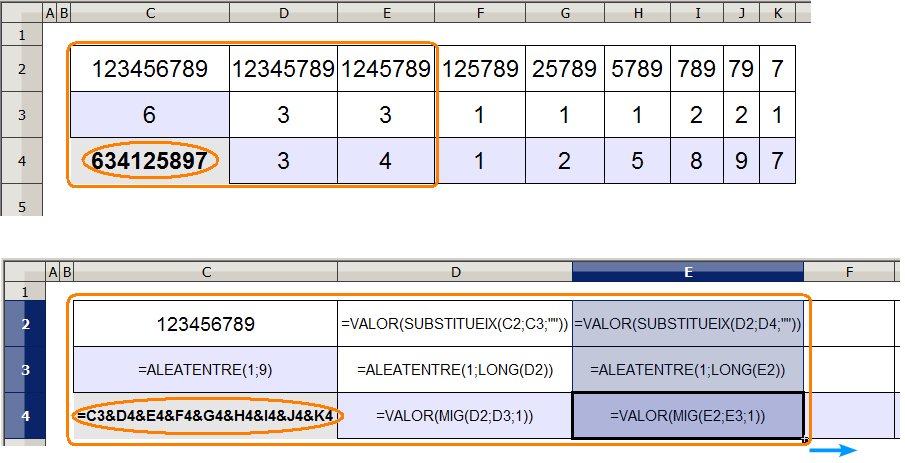 A B C D E F G H I J K
1
2 123456789 12345789 1245789 125789 25789 5789 789 79 7
3 6 3 3 1 1 1 2 2 1
4 634125897 3 4 1 2 5 8 9 7
5
A B C D E F
1
2 123456789 =VALOR(SUBSTITUEIX(C2;C3;"")) =VALOR(SUBSTITUEIX(D2;D4;""))
3 =ALEATENTRE(1;9) =ALEATENTRE(1;LONG(D2)) =ALEATENTRE(1;LONG(E2))
4 =C3&D4&E4&F4&G4&H4&I4&J4&K4 =VALOR(MIG(D2;D3;1)) =VALOR(MIG(E2;E3;1))